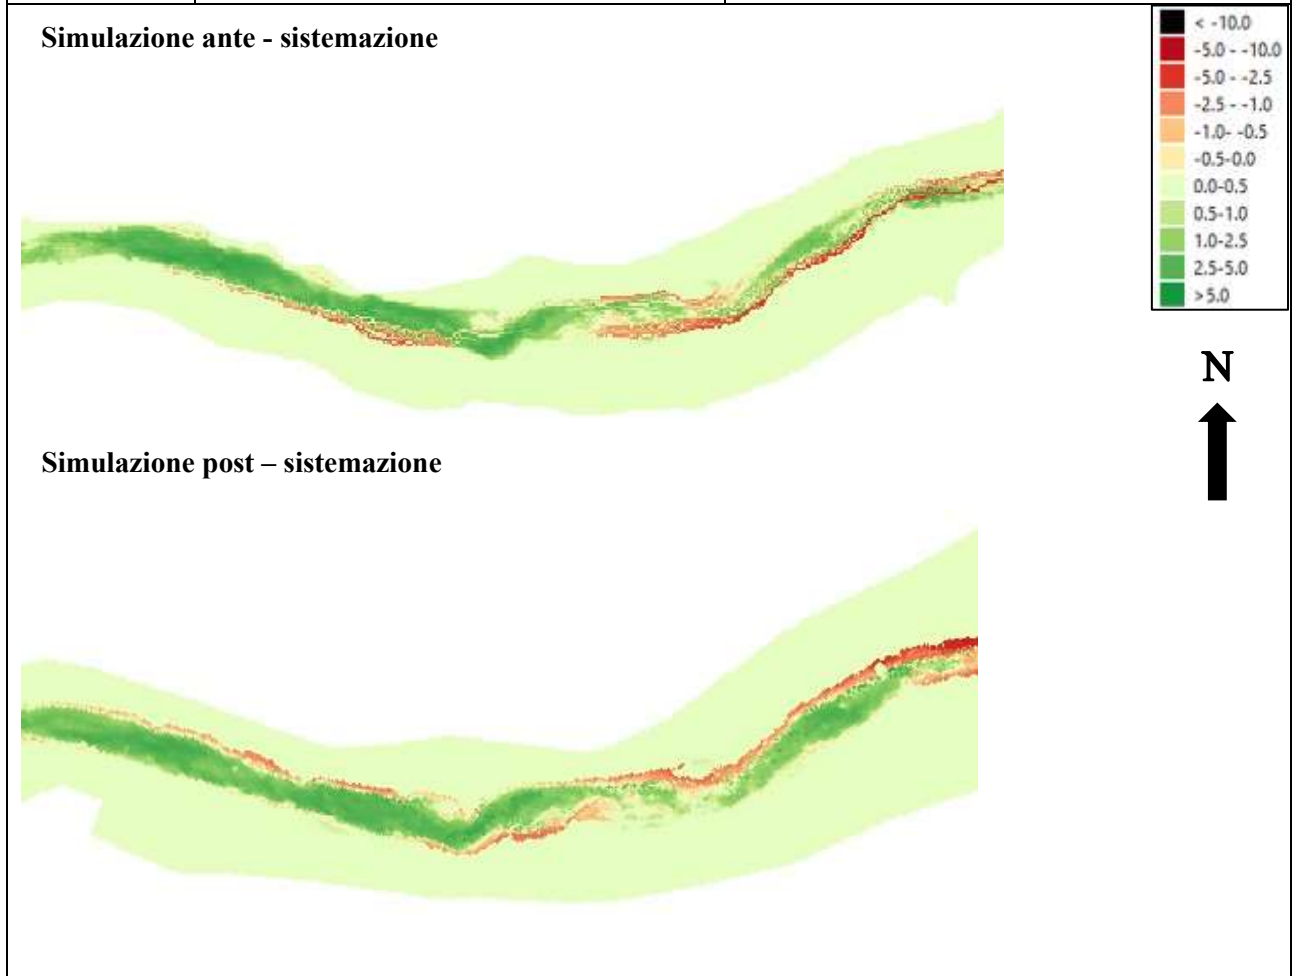 Simulazione ante - sistemazione
< -10.0
-5.0 - -10.0
-5.0 - -2.5
-2.5 - -1.0
-1.0- -0.5
-0.5-0.0
0.0-0.5
0.5-1.0
1.0-2.5
2.5-5.0
>5.0
N
Simulazione post – sistemazione